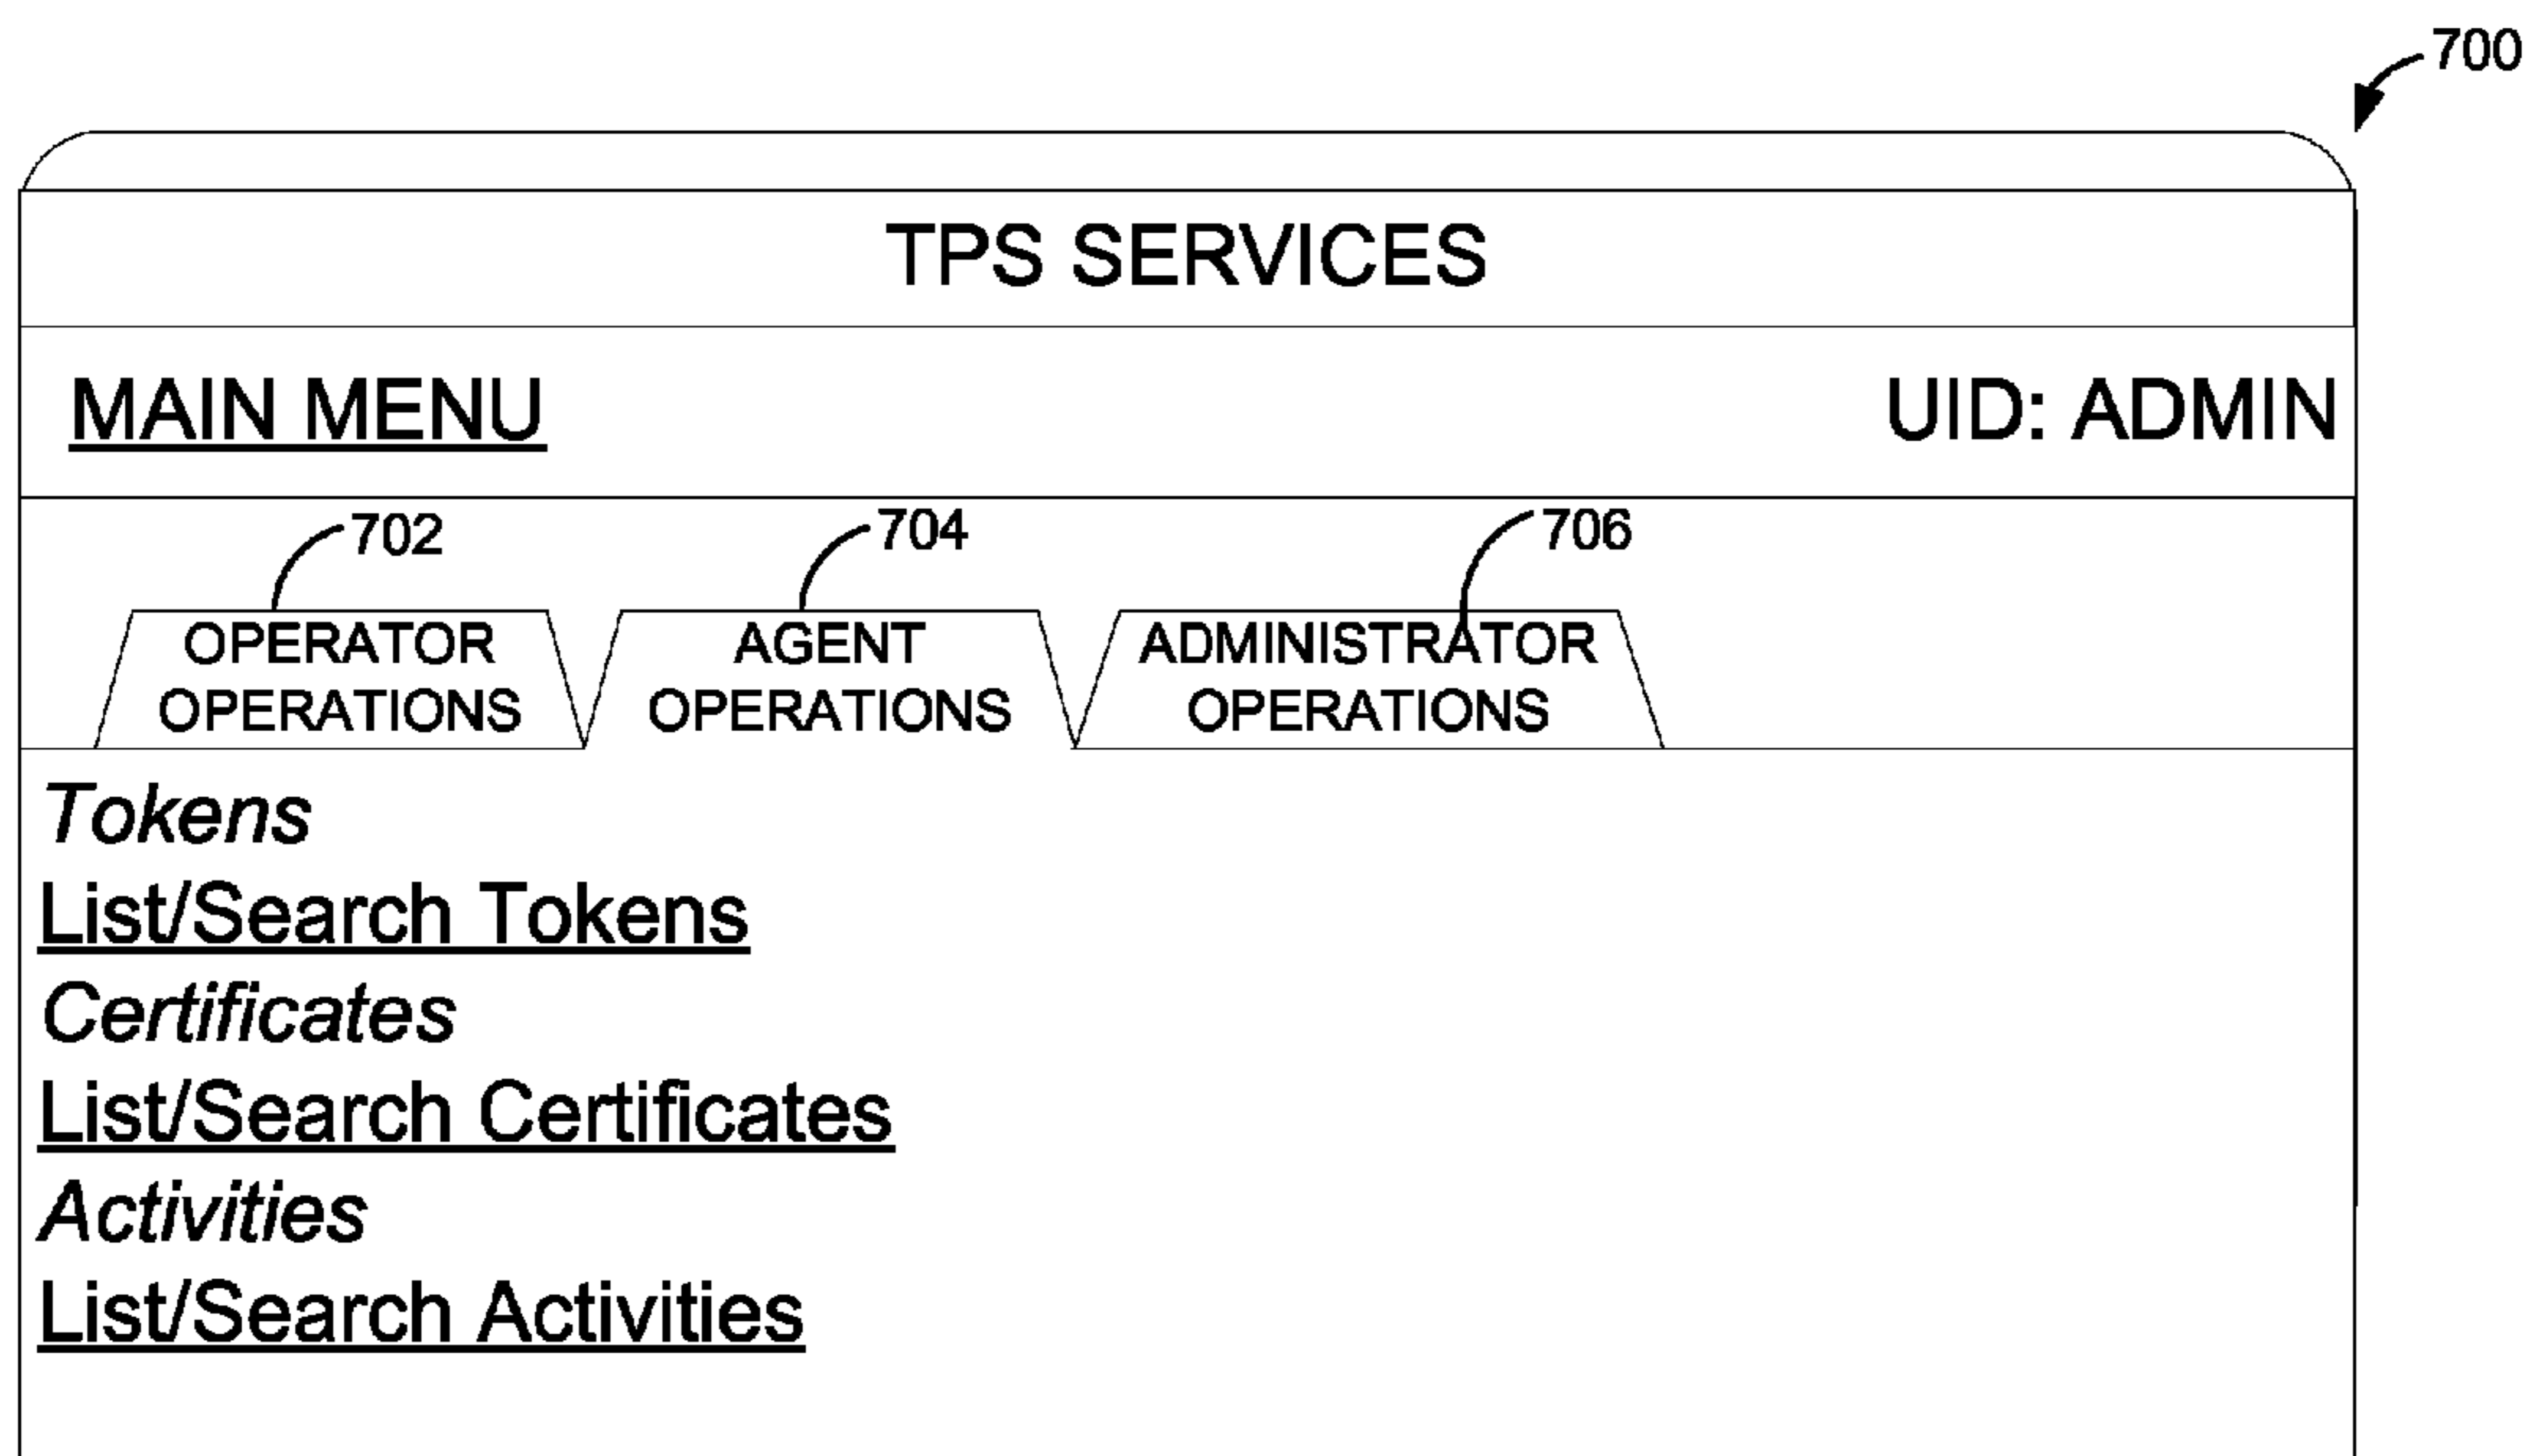 700
TPS SERVICES
MAIN MENU
UID: ADMIN
702
704
706
OPERATOR
OPERATIONS
AGENT
OPERATIONS
ADMINISTRATOR
OPERATIONS
Tokens
List/Search Tokens
Certificates
List/Search Certificates
Activities
List/Search Activities